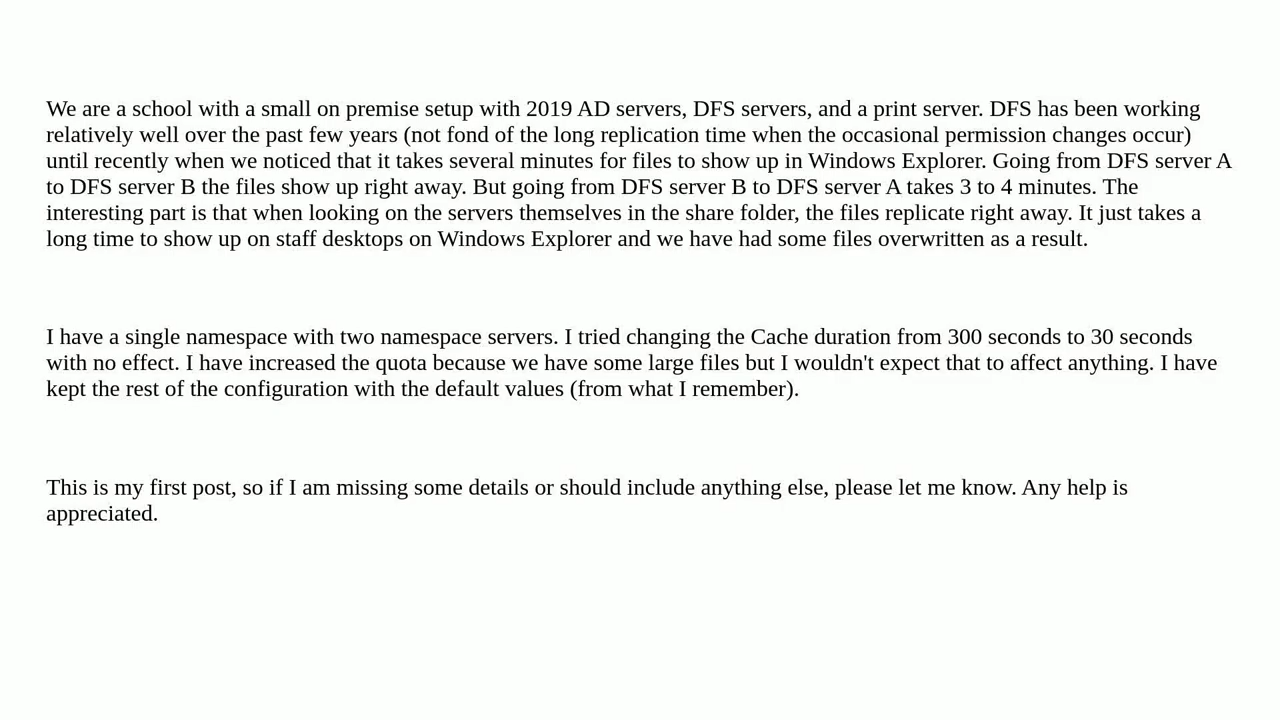 We are a school with a small on premise setup with 2019 AD servers, DFS servers, and a print server. DFS has been working
relatively well over the past few years (not fond of the long replication time when the occasional permission changes occur)
until recently when we noticed that it takes several minutes for files to show up in Windows Explorer. Going from DFS server A
to DFS server B the files show up right away. But going from DFS server B to DFS server A takes 3 to 4 minutes. The
interesting part is that when looking on the servers themselves in the share folder, the files replicate right away. It just takes a
long time to show up on staff desktops on Windows Explorer and we have had some files overwritten as a result.
I have a single namespace with two namespace servers. I tried changing the Cache duration from 300 seconds to 30 seconds
with no effect. I have increased the quota because we have some large files but I wouldn't expect that to affect anything. I have
kept the rest of the configuration with the default values (from what I remember).
This is my first post, so if I am missing some details or should include anything else, please let me know. Any help is
appreciated.